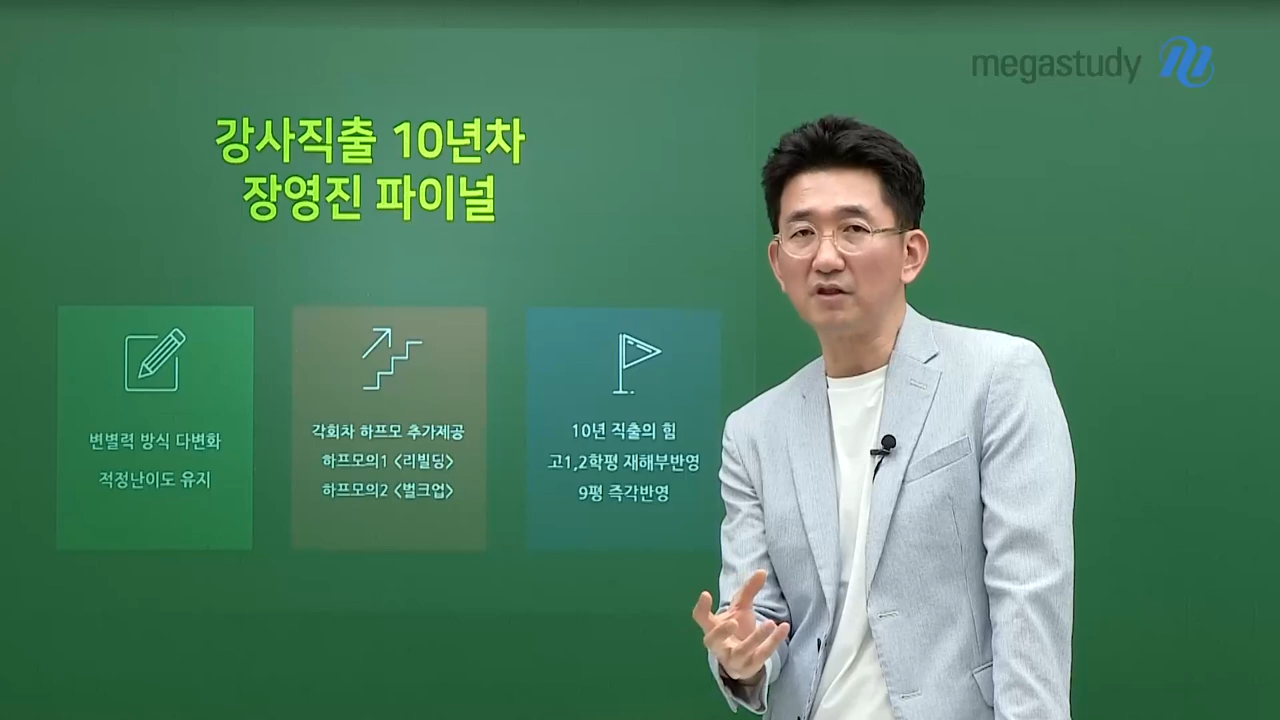 megastudy
강사직출 10년차
장영진 파이널
변별력 방식 다변화
적정난이도 유지
각회차 하프모 추가제공
하프모의1 <리빌딩>
하프모의2 <벌크업>
10년 직출의 힘
고1,2학평 재해부반영
9평 즉각반영